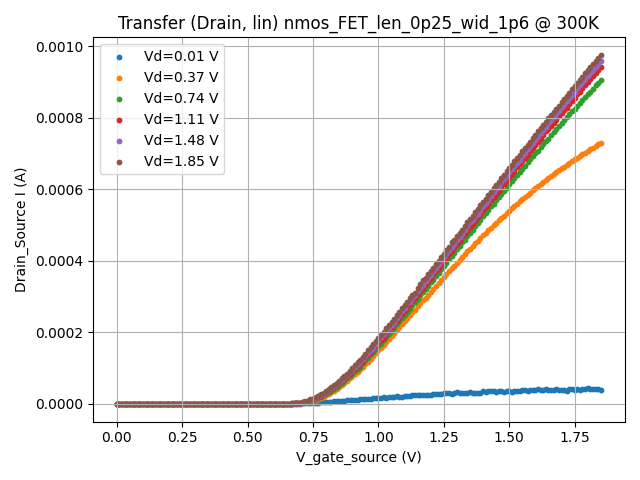 Transfer (Drain, lin) nmos_FET_len_0p25_wid_1p6 @ 300K
Vd=0.01 V
Vd=0.37 V
Vd=0.74 V
Vd=1.11 V
Vd=1.48 V
Vd=1.85 V
Drain_Source I (A)
0.0010
0.0008
0.0006
0.0004
0.0002
0.0000
0.00 0.25 0.50 0.75 1.00 1.25 1.50 1.75
V_gate_source (V)